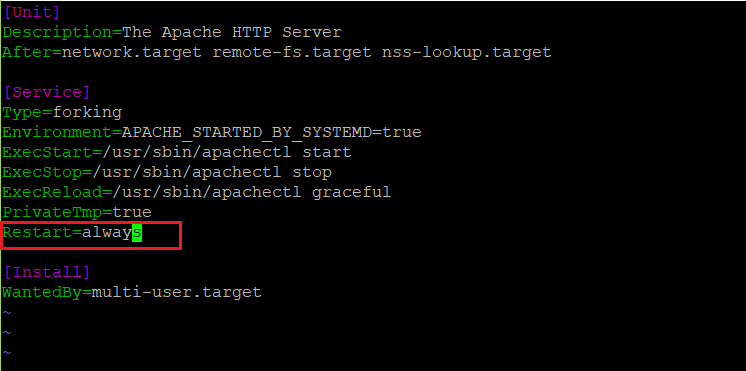 [Unit]
Description=The Apache HTTP Server
After=network.target remote-fs.target nss-lookup.target
[Service]
Type=forking
Environment=APACHE_STARTED_BY_SYSTEMD=true
ExecStart=/usr/sbin/apachectl start
ExecStop=/usr/sbin/apachectl stop
ExecReload=/usr/sbin/apachectl graceful
PrivateTmp=true
Restart=always
[Install]
WantedBy=multi-user.target
~
~
~